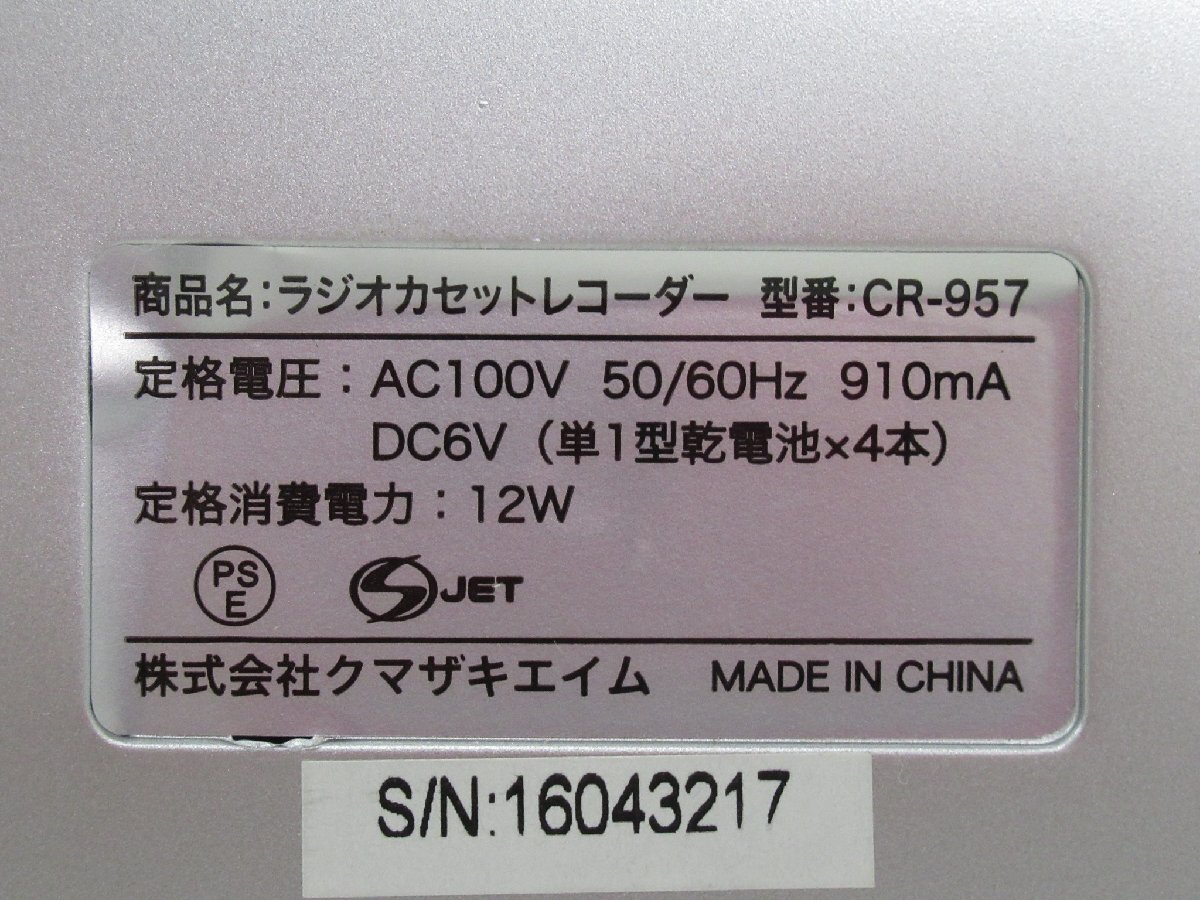 商品名：ラジオカセットレコーダー 型番：CR-957
定格電圧：AC100V 50/60Hz 910mA
DC6V（単1型乾電池×4本）
定格消費電力：12W
PS E S JET
株式会社クマザキエイム MADE IN CHINA
S/N:16043217